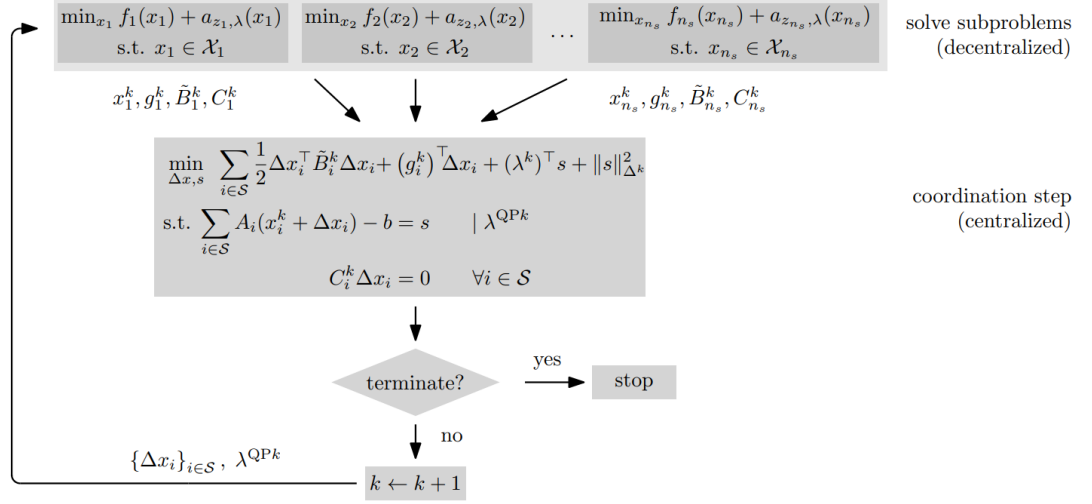 min_{x_1} f_1(x_1) + a_{z_1,λ}(x_1) min_{x_2} f_2(x_2) + a_{z_2,λ}(x_2) min_{x_{n_s}} f_{n_s}(x_{n_s}) + a_{z_{n_s},λ}(x_{n_s}) solve subproblems
s.t. x_1 ∈ 𝒳_1 s.t. x_2 ∈ 𝒳_2 … s.t. x_{n_s} ∈ 𝒳_{n_s} (decentralized)
x_1^k, g_1^k, B̃_1^k, C_1^k x_{n_s}^k, g_{n_s}^k, B̃_{n_s}^k, C_{n_s}^k
min_{Δx,s} ∑_{i∈𝒮} \frac{1}{2} Δx_i^⊤ B̃_i^k Δx_i + (g_i^k)^⊤ Δx_i + (λ^k)^⊤ s + ‖s‖_{Δ^k}^2
s.t. ∑_{i∈𝒮} A_i(x_i^k + Δx_i) − b = s | λ^{QPk}
C_i^k Δx_i = 0 ∀i ∈ 𝒮
coordination step
(centralized)
terminate? yes stop
no
{Δx_i}_{i∈𝒮}, λ^{QPk}
k ← k + 1